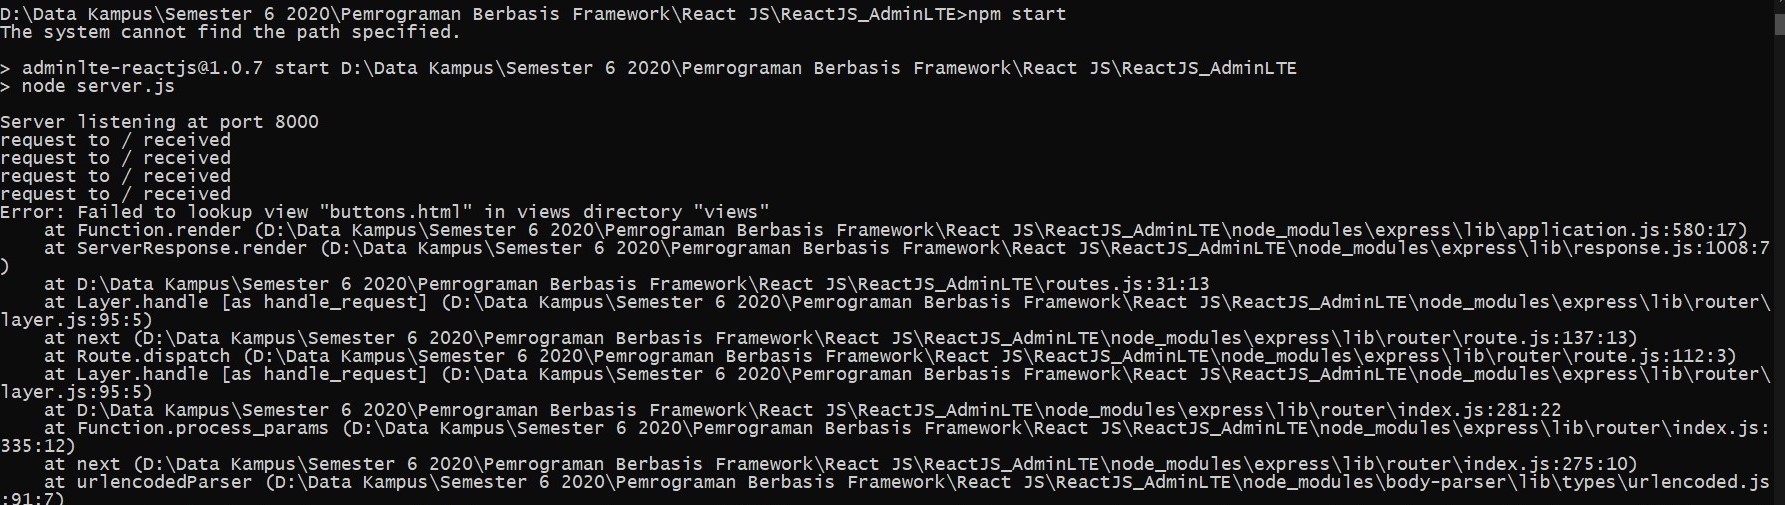 D:\Data Kampus\Semester 6 2020\Pemrograman Berbasis Framework\React JS\ReactJS_AdminLTE>npm start
The system cannot find the path specified.
> adminlte-reactjs@1.0.7 start D:\Data Kampus\Semester 6 2020\Pemrograman Berbasis Framework\React JS\ReactJS_AdminLTE
> node server.js
Server listening at port 8000
request to / received
request to / received
request to / received
request to / received
Error: Failed to lookup view "buttons.html" in views directory "views"
    at Function.render (D:\Data Kampus\Semester 6 2020\Pemrograman Berbasis Framework\React JS\ReactJS_AdminLTE\node_modules\express\lib\application.js:580:17)
    at ServerResponse.render (D:\Data Kampus\Semester 6 2020\Pemrograman Berbasis Framework\React JS\ReactJS_AdminLTE\node_modules\express\lib\response.js:1008:7
)
    at D:\Data Kampus\Semester 6 2020\Pemrograman Berbasis Framework\React JS\ReactJS_AdminLTE\routes.js:31:13
    at Layer.handle [as handle_request] (D:\Data Kampus\Semester 6 2020\Pemrograman Berbasis Framework\React JS\ReactJS_AdminLTE\node_modules\express\lib\router\
layer.js:95:5)
    at next (D:\Data Kampus\Semester 6 2020\Pemrograman Berbasis Framework\React JS\ReactJS_AdminLTE\node_modules\express\lib\router\route.js:137:13)
    at Route.dispatch (D:\Data Kampus\Semester 6 2020\Pemrograman Berbasis Framework\React JS\ReactJS_AdminLTE\node_modules\express\lib\router\route.js:112:3)
    at Layer.handle [as handle_request] (D:\Data Kampus\Semester 6 2020\Pemrograman Berbasis Framework\React JS\ReactJS_AdminLTE\node_modules\express\lib\router\
layer.js:95:5)
    at D:\Data Kampus\Semester 6 2020\Pemrograman Berbasis Framework\React JS\ReactJS_AdminLTE\node_modules\express\lib\router\index.js:281:22
    at Function.process_params (D:\Data Kampus\Semester 6 2020\Pemrograman Berbasis Framework\React JS\ReactJS_AdminLTE\node_modules\express\lib\router\index.js:
335:12)
    at next (D:\Data Kampus\Semester 6 2020\Pemrograman Berbasis Framework\React JS\ReactJS_AdminLTE\node_modules\express\lib\router\index.js:275:10)
    at urlencodedParser (D:\Data Kampus\Semester 6 2020\Pemrograman Berbasis Framework\React JS\ReactJS_AdminLTE\node_modules\body-parser\lib\types\urlencoded.js
:91:7)